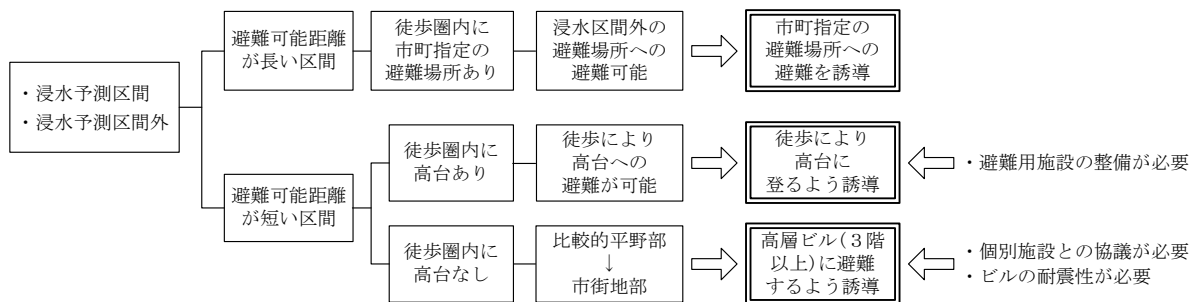 ・浸水予測区間
・浸水予測区間外
避難可能距離
が長い区間
徒歩圏内に
市町指定の
避難場所あり
浸水区間外の
避難場所への
避難可能
市町指定の
避難場所への
避難を誘導
避難可能距離
が短い区間
徒歩圏内に
高台あり
徒歩により
高台への
避難が可能
徒歩により
高台に
登るよう誘導
・避難用施設の整備が必要
徒歩圏内に
高台なし
比較的平野部
↓
市街地部
高層ビル(３階
以上)に避難
するよう誘導
・個別施設との協議が必要
・ビルの耐震性が必要